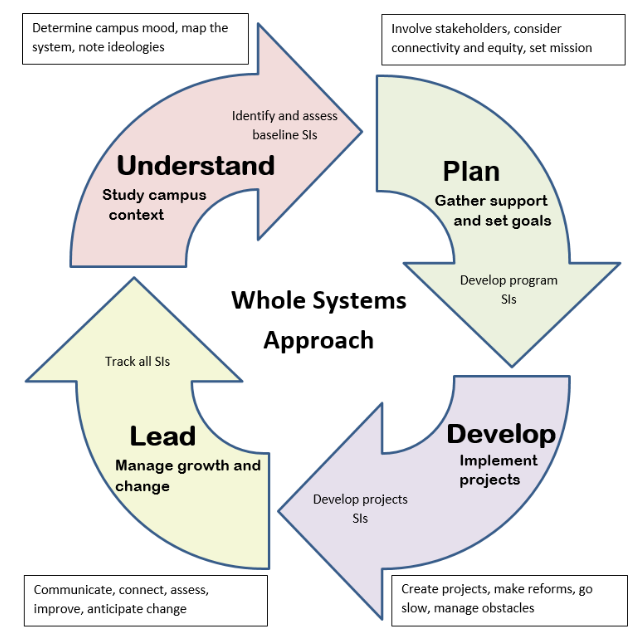 Determine campus mood, map the
system, note ideologies
Involve stakeholders, consider
connectivity and equity, set mission
Identify and assess
baseline SIs
Understand
Study campus
context
Plan
Gather support
and set goals
Develop program
SIs
Whole Systems
Approach
Track all SIs
Lead
Manage growth and
change
Develop
Implement
projects
Develop projects
SIs
Communicate, connect, assess,
improve, anticipate change
Create projects, make reforms, go
slow, manage obstacles